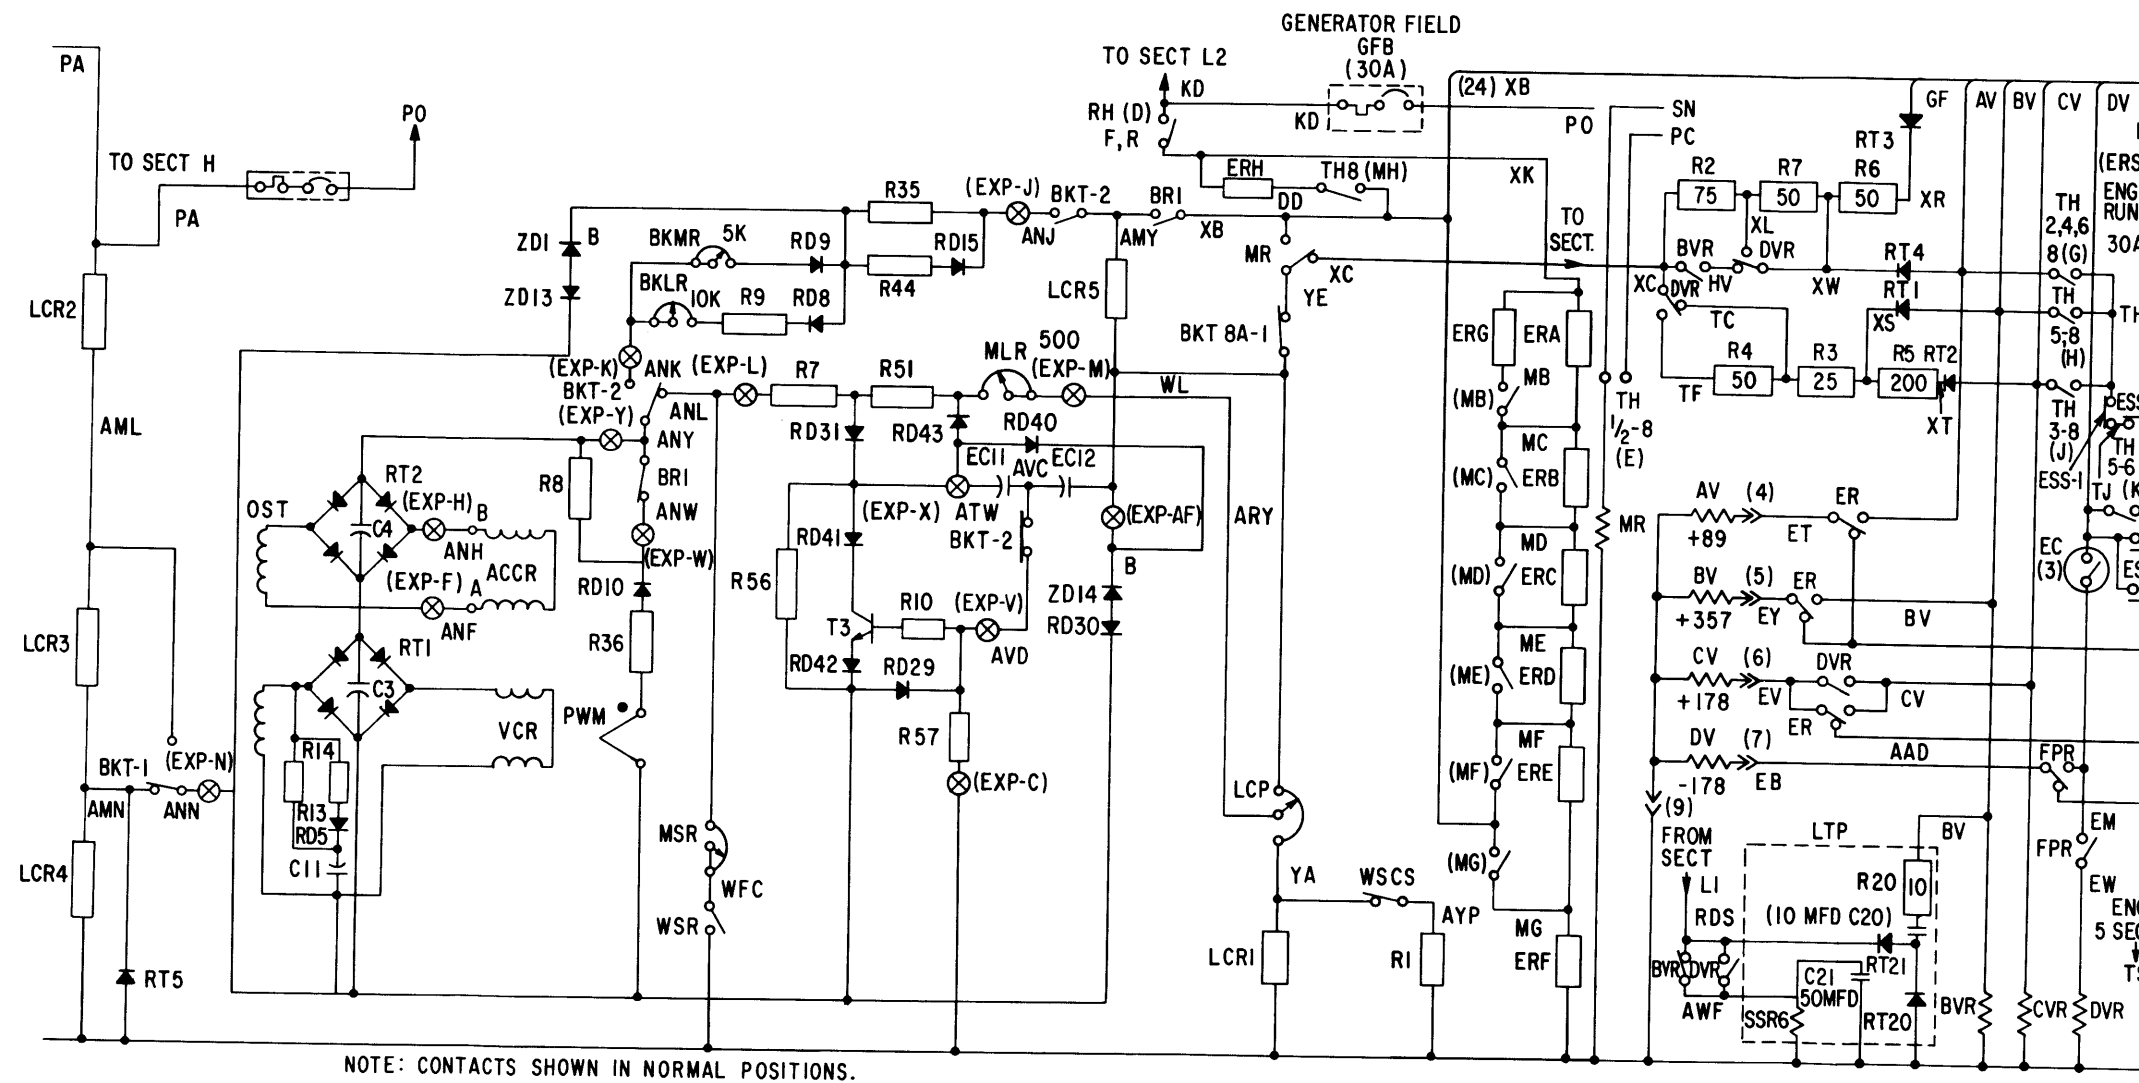 GENERATOR FIELD
GFB
(30A)
TO SECT L2
KD
RH (D)
F, R
KD
PO
(24) XB
SN
PC
GF
AV
BV
CV
DV
PA
PO
TO SECT H
PA
ERH
TH8 (MH)
DD
XK
RT3
R2
75
R7
50
R6
50
XR
(ERS
ENG
RUN
30A
TH
2,4,6
8(G)
R35
(EXP-J)
BKT-2
BR1
ANJ
AMY
XB
TO
SECT.
XL
BVR
DVR
HV
XW
RT4
ZD1
B
BKMR
5K
RD9
RD15
R44
MR
XC
XC
DVR
RT1
XS
TH
5-8
(H)
ZD13
BKLR
10K
R9
RD8
LCR5
YE
TC
LCR2
BKT 8A-1
ERG
ERA
R4
50
R3
25
R5
200
RT2
TF
XT
(EXP-K)
ANK
(EXP-L)
R7
R51
MLR
500
(EXP-M)
WL
MB
(MB)
TH
1/2-8
(E)
TH
3-8
(J)
ESS-1
TH
5-6
TJ
BKT-2
(EXP-Y)
ANL
ANY
AML
RD31
RD43
RD40
MC
(MC)
ERB
RT2
(EXP-H)
B
R8
BR1
ANW
EC11
AVC
EC12
(EXP-X)
ATW
BKT-2
(EXP-AF)
ARY
OST
C4
ANH
ACCR
(EXP-F)
A
ANF
(EXP-W)
RD10
R56
RD41
MD
(MD)
ERC
MR
AV
(4)
ER
+89
ET
EC
(3)
BV
(5)
ER
+357
EY
BV
B
ZD14
RD30
T3
R10
(EXP-V)
AVD
R36
RD42
RD29
LCR3
RT1
C3
VCR
PWM
ME
(ME)
ERD
CV
(6)
DVR
+178
EV
ER
CV
R57
(EXP-C)
MF
(MF)
ERE
DV
(7)
AAD
FPR
-178
EB
R14
R13
RD5
C11
BKT-1
(EXP-N)
AMN
ANN
LCP
(9)
FROM
SECT
L1
RDS
LTP
BV
EM
FPR
EW
MSR
WFC
WSR
LCR4
RT5
YA
WSCS
AYP
LCR1
R1
(MG)
MG
ERF
R20
10
(10 MFD C20)
BVR
DVR
AWF
C21
50MFD
RT21
SSR6
RT20
BVR
CVR
DVR
5 SEC
NOTE: CONTACTS SHOWN IN NORMAL POSITIONS.